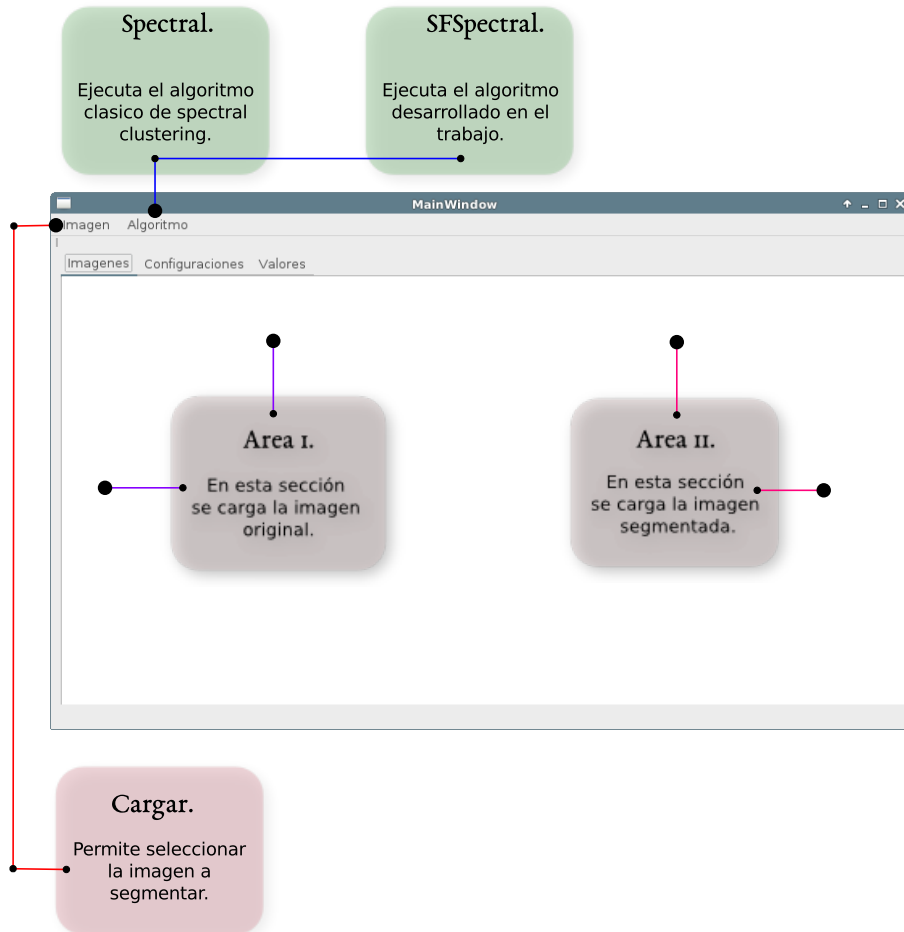 Spectral.
Ejecuta el algoritmo
clasico de spectral
clustering.
SFSpectral.
Ejecuta el algoritmo
desarrollado en el
trabajo.
MainWindow
Imagen Algoritmo
Imagenes Configuraciones Valores
Area I.
En esta sección
se carga la imagen
original.
Area II.
En esta sección
se carga la imagen
segmentada.
Cargar.
Permite seleccionar
la imagen a
segmentar.